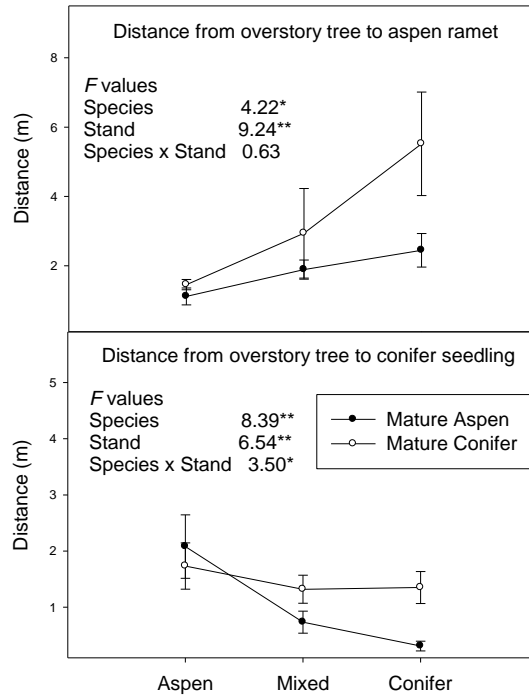 Distance from overstory tree to aspen ramet
F values
Species 4.22*
Stand 9.24**
Species x Stand 0.63
Distance (m)
8
6
4
2
Distance from overstory tree to conifer seedling
F values
Species 8.39**
Stand 6.54**
Species x Stand 3.50*
Mature Aspen
Mature Conifer
Distance (m)
5
4
3
2
1
Aspen Mixed Conifer